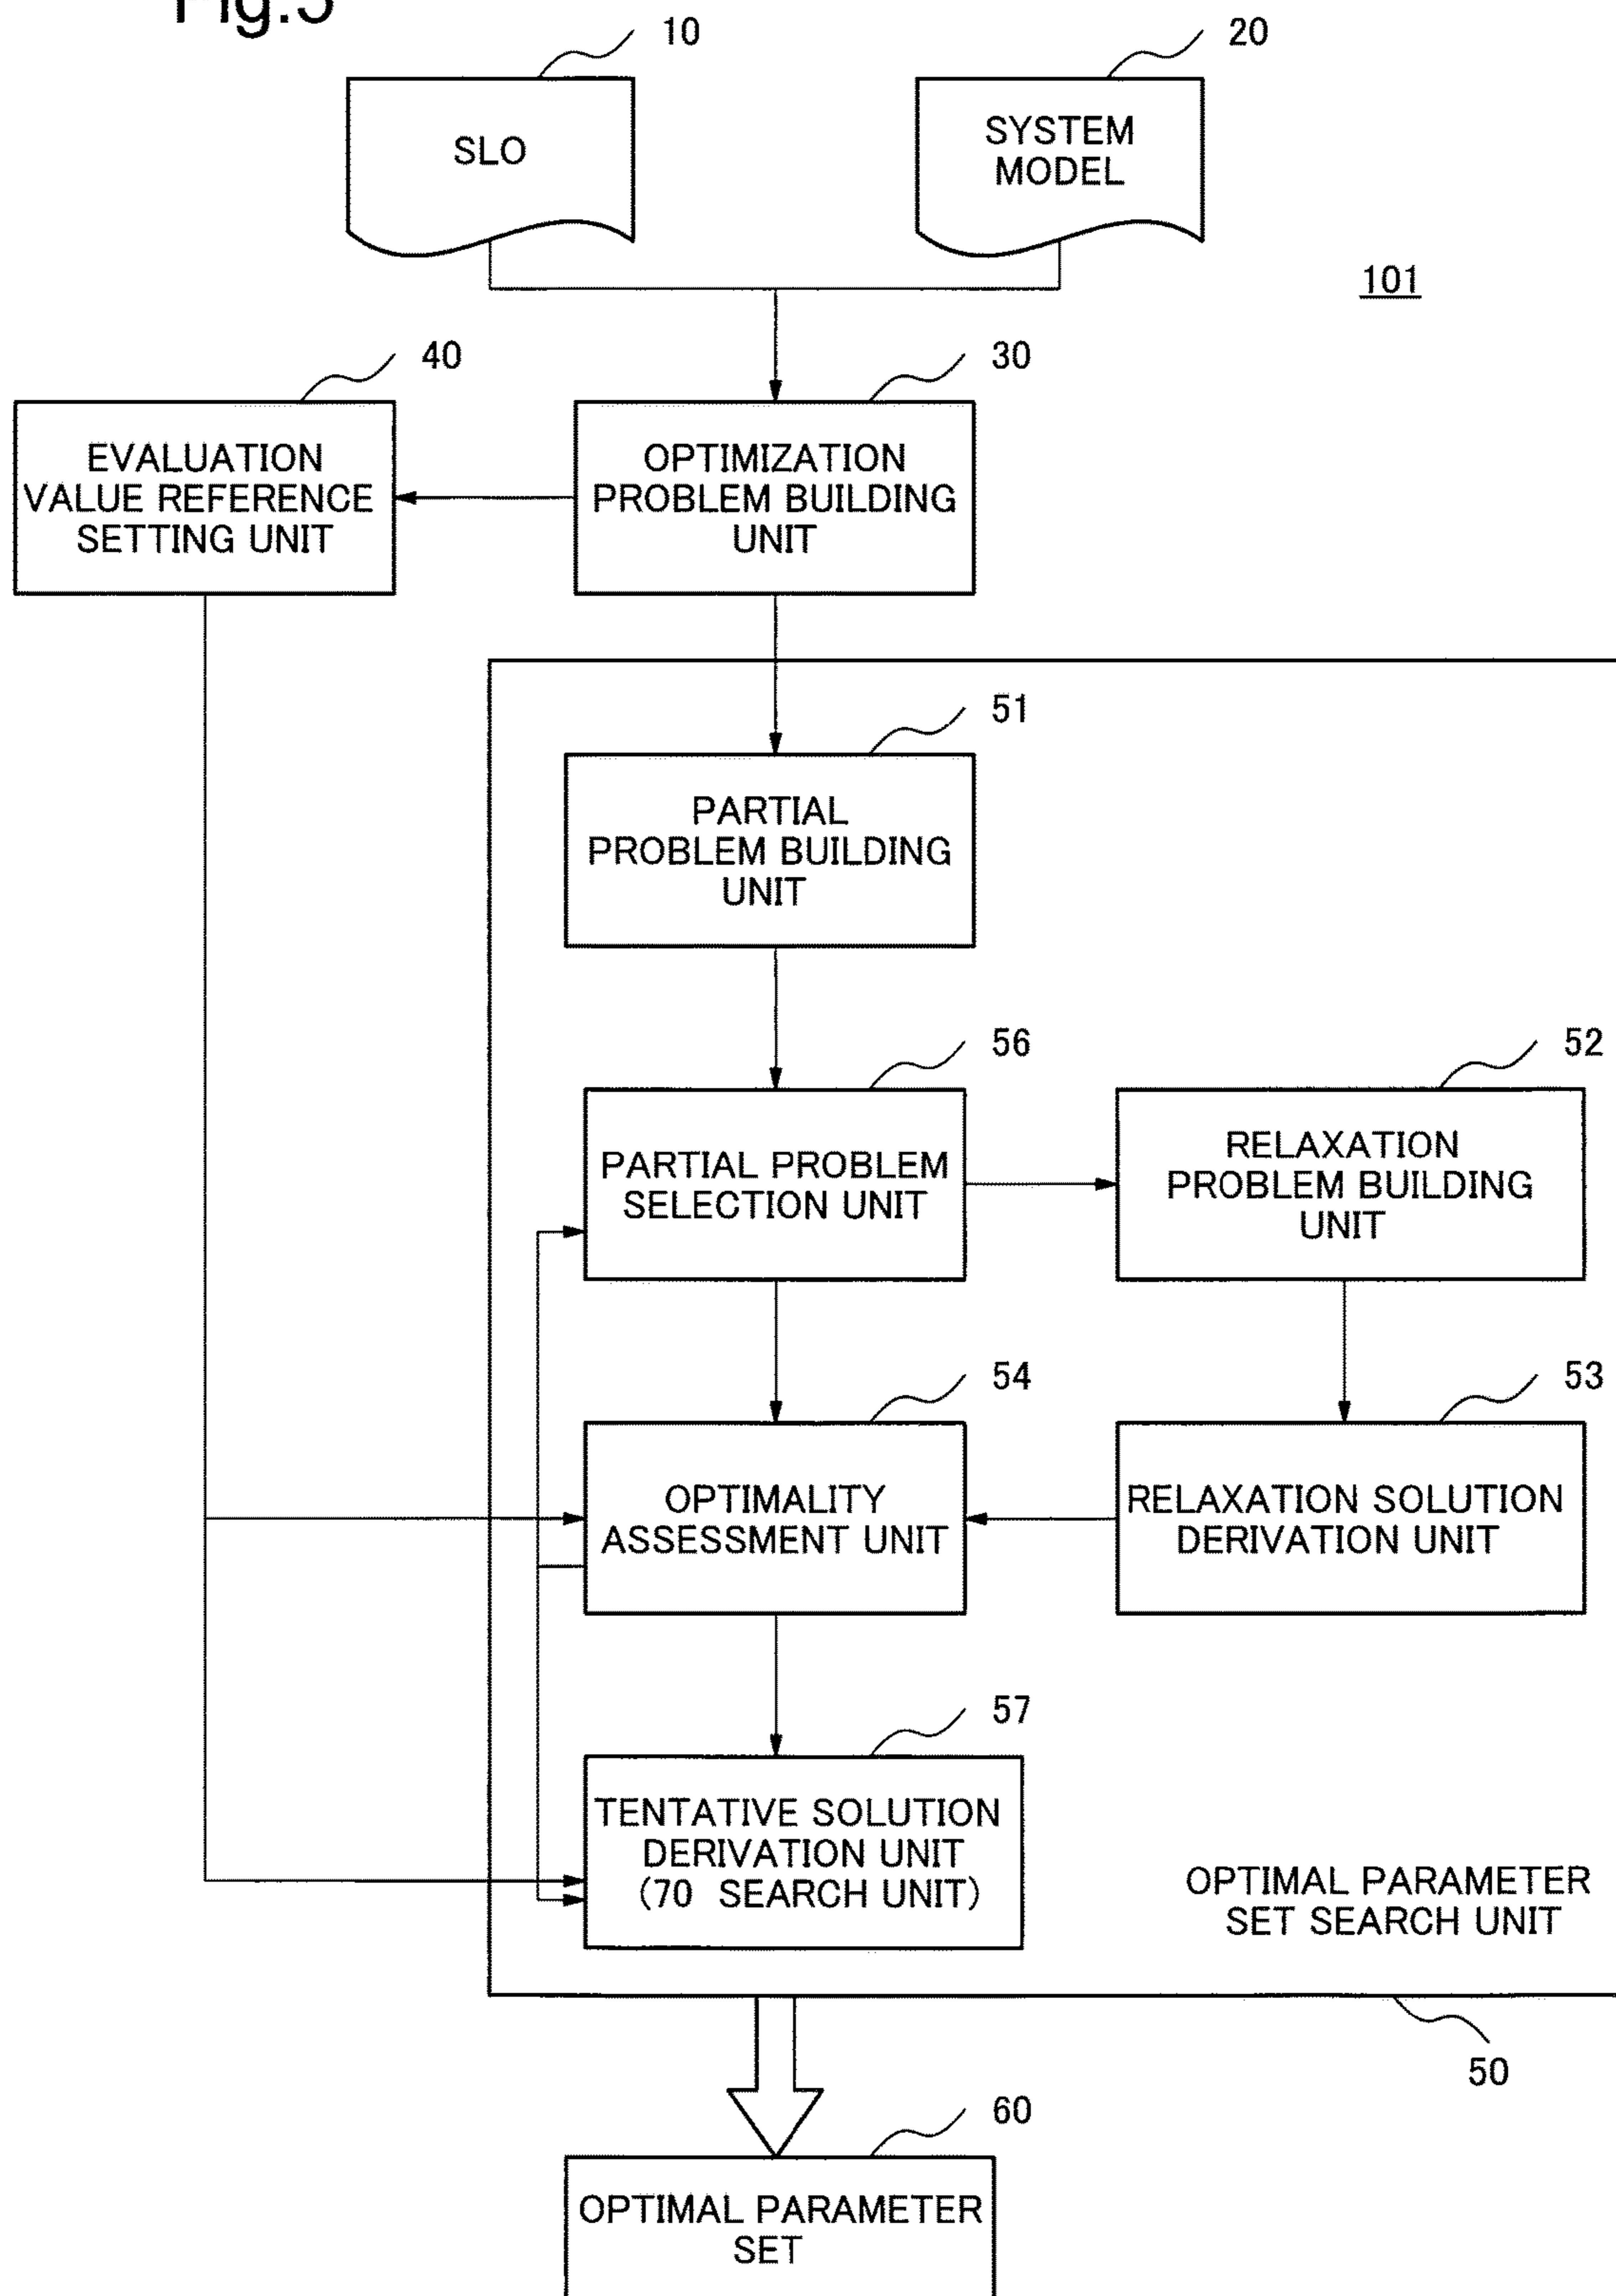 Fig.5
10
20
SLO
SYSTEM
MODEL
101
40
30
EVALUATION
VALUE REFERENCE
SETTING UNIT
OPTIMIZATION
PROBLEM BUILDING
UNIT
51
PARTIAL
PROBLEM BUILDING
UNIT
56
52
PARTIAL PROBLEM
SELECTION UNIT
RELAXATION
PROBLEM BUILDING
UNIT
54
53
OPTIMALITY
ASSESSMENT UNIT
RELAXATION SOLUTION
DERIVATION UNIT
57
TENTATIVE SOLUTION
DERIVATION UNIT
(70 SEARCH UNIT)
OPTIMAL PARAMETER
SET SEARCH UNIT
50
60
OPTIMAL PARAMETER
SET